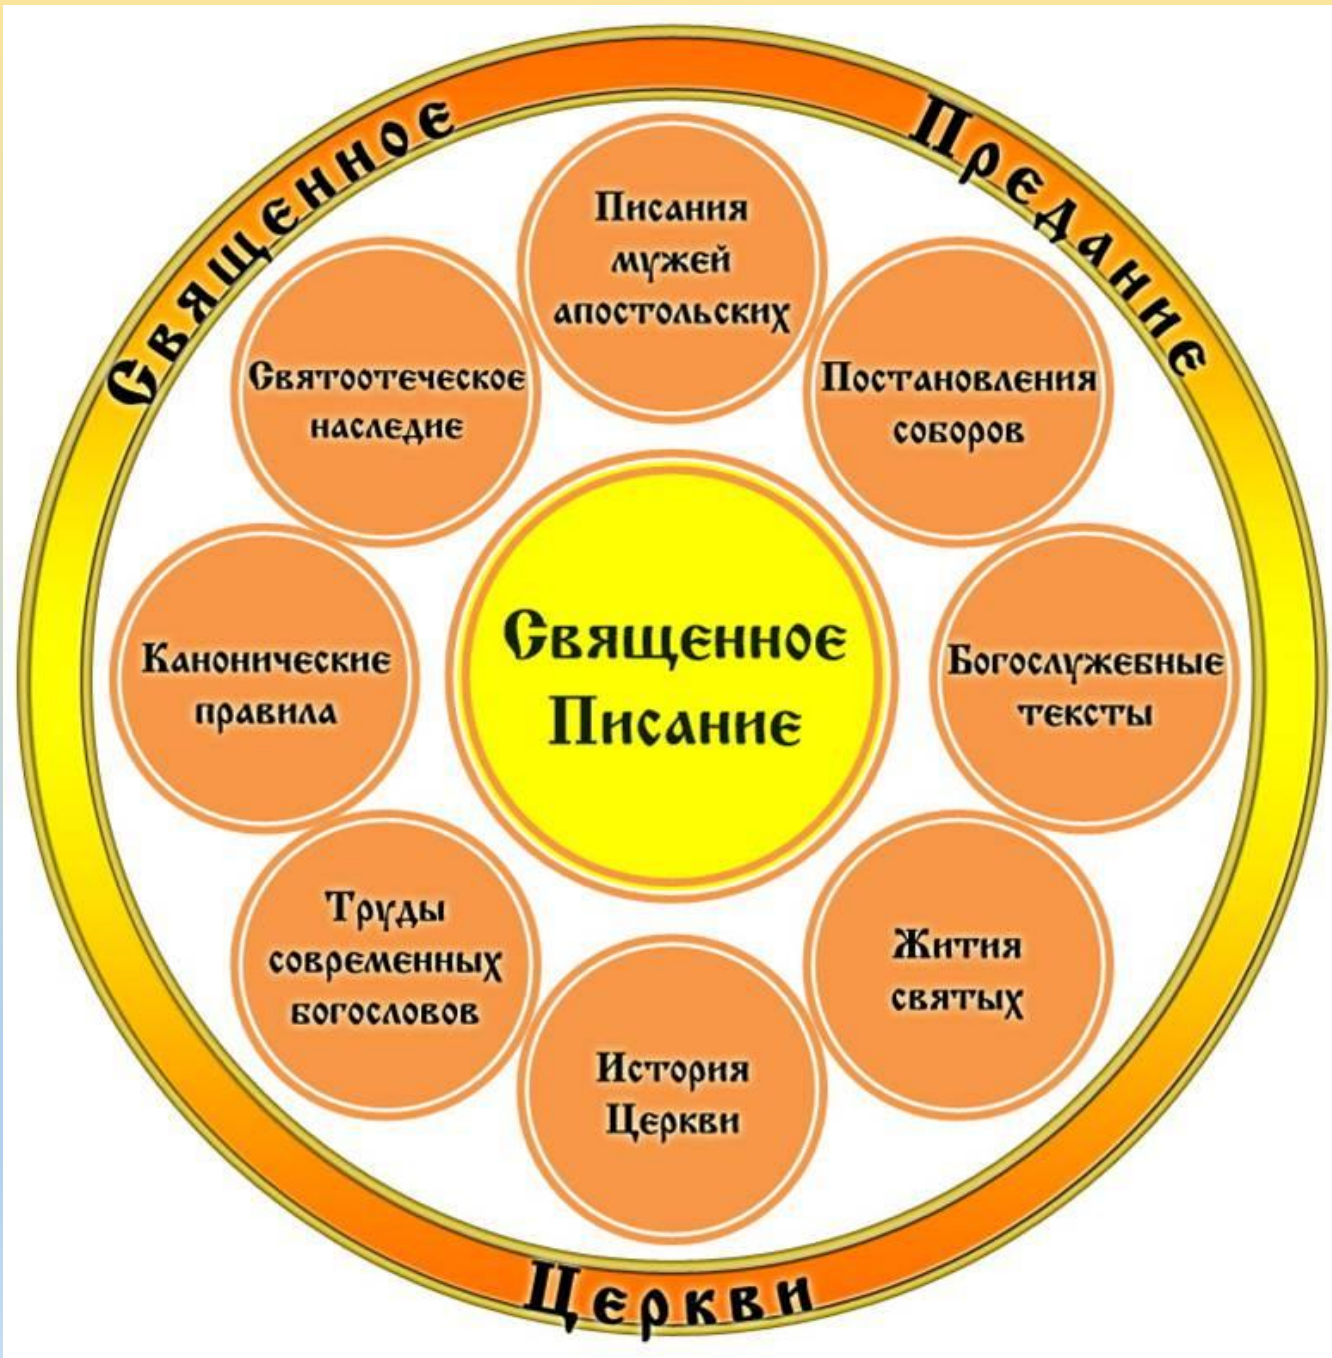 Священное Предание
Церкви
Писания
мужей
апостольских
Святоотеческое
наследие
Постановления
соборов
Канонические
правила
Священное
Писание
Богослужебные
тексты
Труды
современных
богословов
Жития
святых
История
Церкви